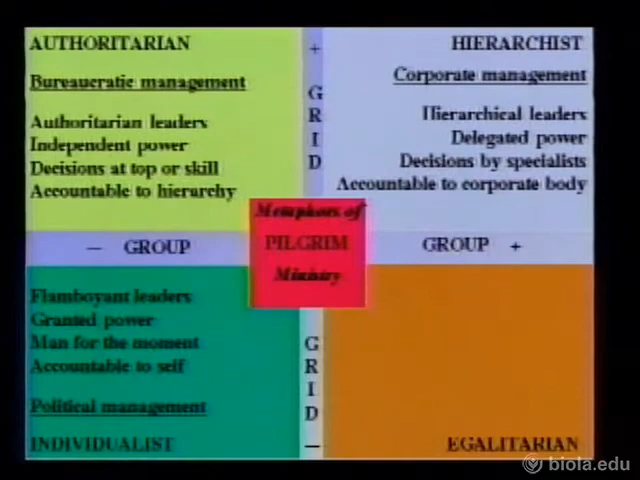 AUTHORITARIAN
Bureaucratic management
Authoritarian leaders
Independent power
Decisions at top or skill
Accountable to hierarchy
+
GRID
HIERARCHIST
Corporate management
Hierarchical leaders
Delegated power
Decisions by specialists
Accountable to corporate body
Metaphors of
PILGRIM
Ministry
— GROUP
GROUP +
Flamboyant leaders
Granted power
Man for the moment
Accountable to self
Political management
INDIVIDUALIST
GRID
—
EGALITARIAN
biola.edu